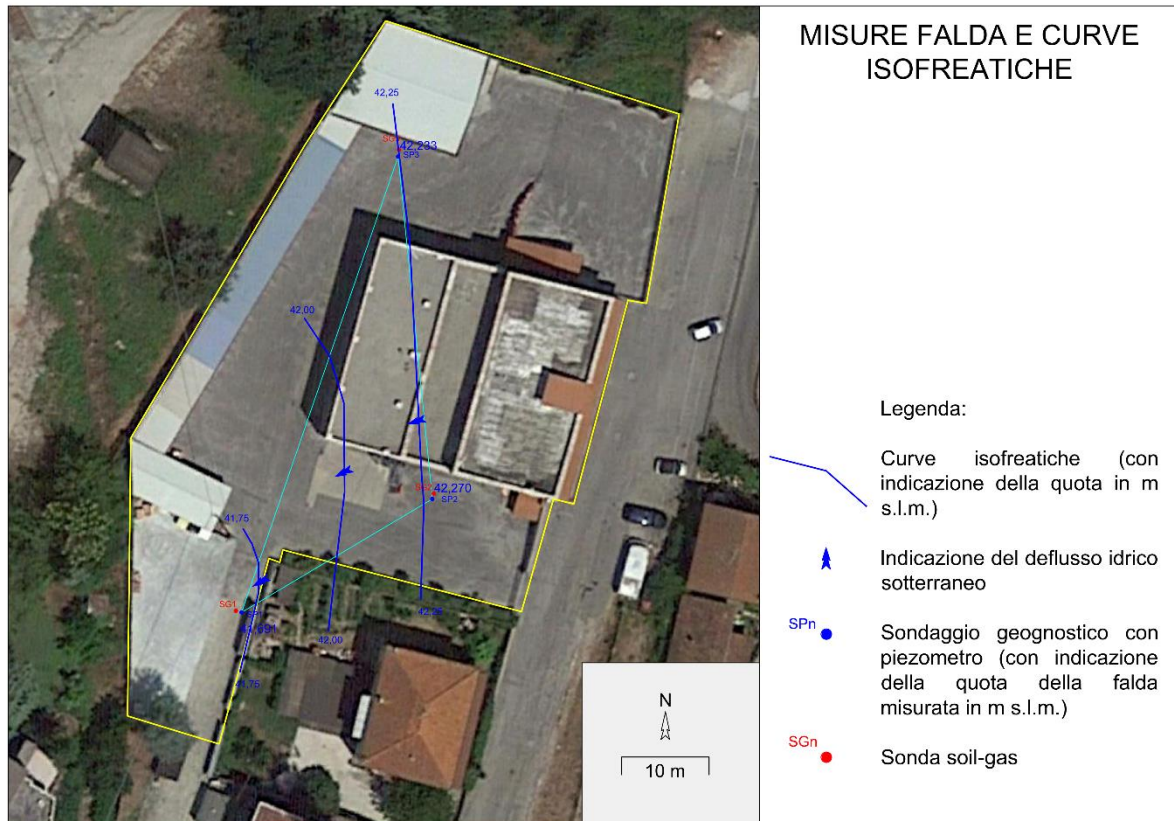 MISURE FALDA E CURVE
ISOFREATICHE
42,25
42,233
SP3
42,00
42,270
SP2
41,75
SG1
42,25
42,00
Legenda:
Curve isofreatiche (con
indicazione della quota in m
s.l.m.)
Indicazione del deflusso idrico
sotterraneo
SPn
Sondaggio geognostico con
piezometro (con indicazione
della quota della falda
misurata in m s.l.m.)
SGn
Sonda soil-gas
N
10 m